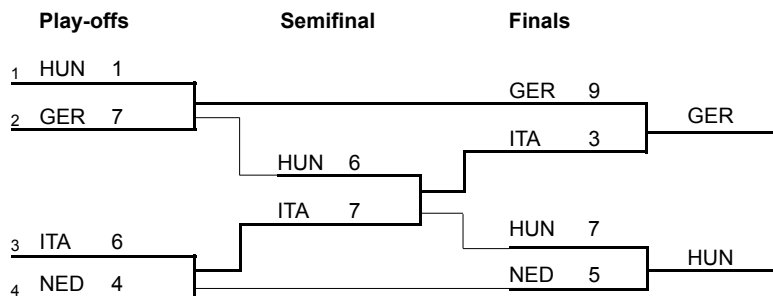 Play-offs Semifinal Finals
1 HUN 1
GER 9
2 GER 7
GER
ITA 3
HUN 6
ITA 7
3 ITA 6
HUN 7
HUN
4 NED 4
NED 5